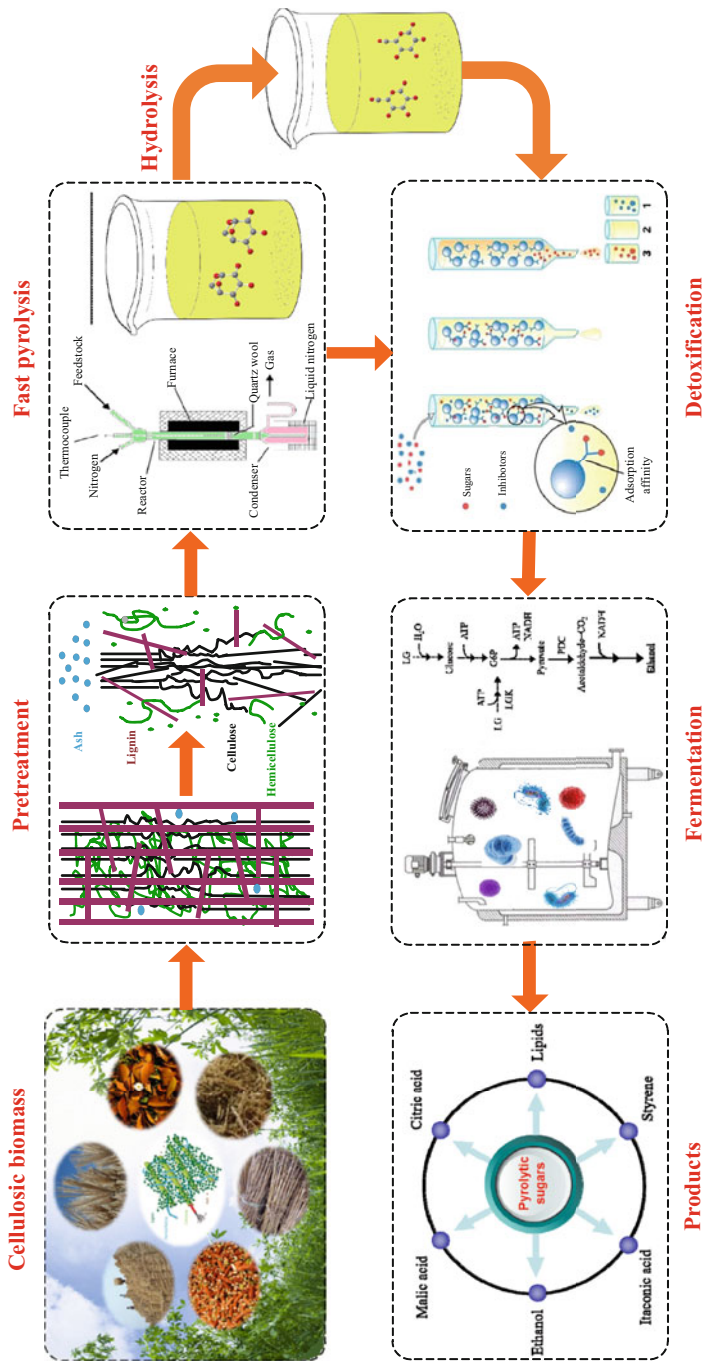 Cellulosic biomass
Pretreatment
Ash
Lignin
Cellulose
Hemicellulose
Fast pyrolysis
Thermocouple
Nitrogen
Feedstock
Reactor
Furnace
Quartz wool
Gas
Condenser
Liquid nitrogen
Hydrolysis
Detoxification
Sugars
Inhibotors
Adsorption
affinity
3
2
1
Fermentation
LG
H₂O
Glucose
ATP
ATP
LG
LGK
G6P
ATP
NADH
Pyruvate
PDC
Acetaldehyde+CO₂
Ethanol
Products
Pyrolytic
sugars
Malic acid
Citric acid
Ethanol
Lipids
Itaconic acid
Styrene